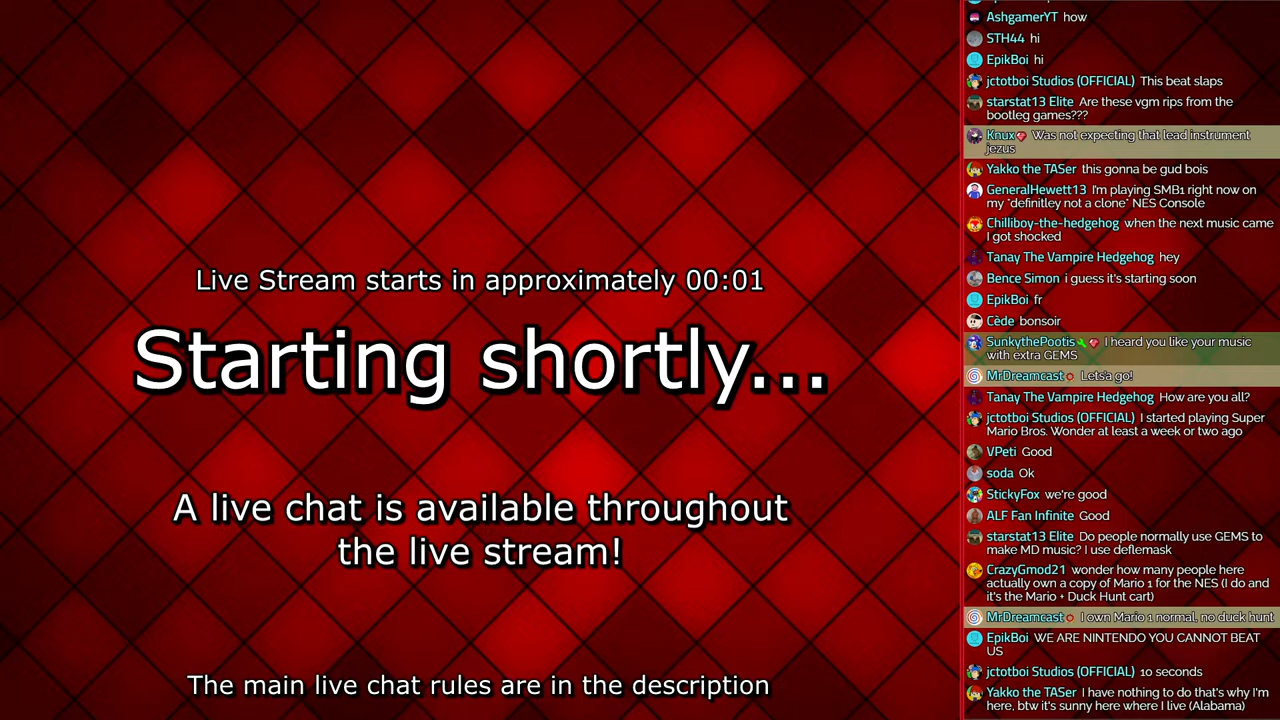 Live Stream starts in approximately 00:01
Starting shortly...
A live chat is available throughout
the live stream!
The main live chat rules are in the description
AshgamerYT how
STH44 hi
EpikBoi hi
jctotboi Studios (OFFICIAL) This beat slaps
starstat13 Elite Are these vgm rips from the
bootleg games???
Knux Was not expecting that lead instrument
jezus
Yakko the TASer this gonna be gud bois
GeneralHewett13 I'm playing SMB1 right now on
my *definitley not a clone* NES Console
Chilliboy-the-hedgehog when the next music came
I got shocked
Tanay The Vampire Hedgehog hey
Bence Simon i guess it's starting soon
EpikBoi fr
Cède bonsoir
SunkythePootis I heard you like your music
with extra GEMS
MrDreamcast Lets'a go!
Tanay The Vampire Hedgehog How are you all?
jctotboi Studios (OFFICIAL) I started playing Super
Mario Bros. Wonder at least a week or two ago
VPeti Good
soda Ok
StickyFox we're good
ALF Fan Infinite Good
starstat13 Elite Do people normally use GEMS to
make MD music? I use deflemask
CrazyGmod21 wonder how many people here
actually own a copy of Mario 1 for the NES (I do and
it's the Mario + Duck Hunt cart)
MrDreamcast I own Mario 1 normal, no duck hunt
EpikBoi WE ARE NINTENDO YOU CANNOT BEAT
US
jctotboi Studios (OFFICIAL) 10 seconds
Yakko the TASer I have nothing to do that's why I'm
here, btw it's sunny here where I live (Alabama)